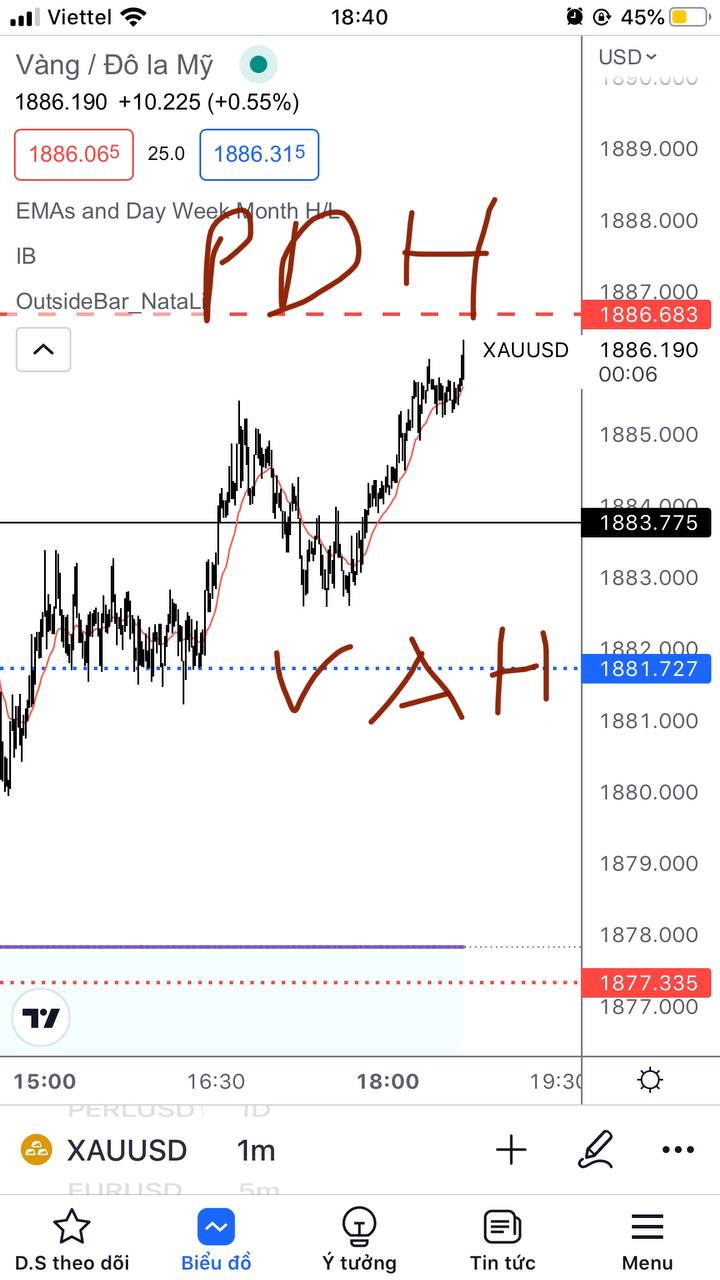 Viettel 18:40 45%
Vàng / Đô la Mỹ USD
1886.190 +10.225 (+0.55%)
1889.000
1886.065 25.0 1886.315
EMAs and Day Week Month H/L 1888.000
PDH
IB
1887.000
OutsideBar_NataLi
1886.683
XAUUSD 1886.190
00:06
1885.000
1884.000
1883.775
1883.000
1882.000
VAH
1881.727
1881.000
1880.000
1879.000
1878.000
1877.335
1877.000
15:00 16:30 18:00 19:30
PERLUSD 1D
XAUUSD 1m
EURUSD 5m
D.S theo dõi Biểu đồ Ý tưởng Tin tức Menu